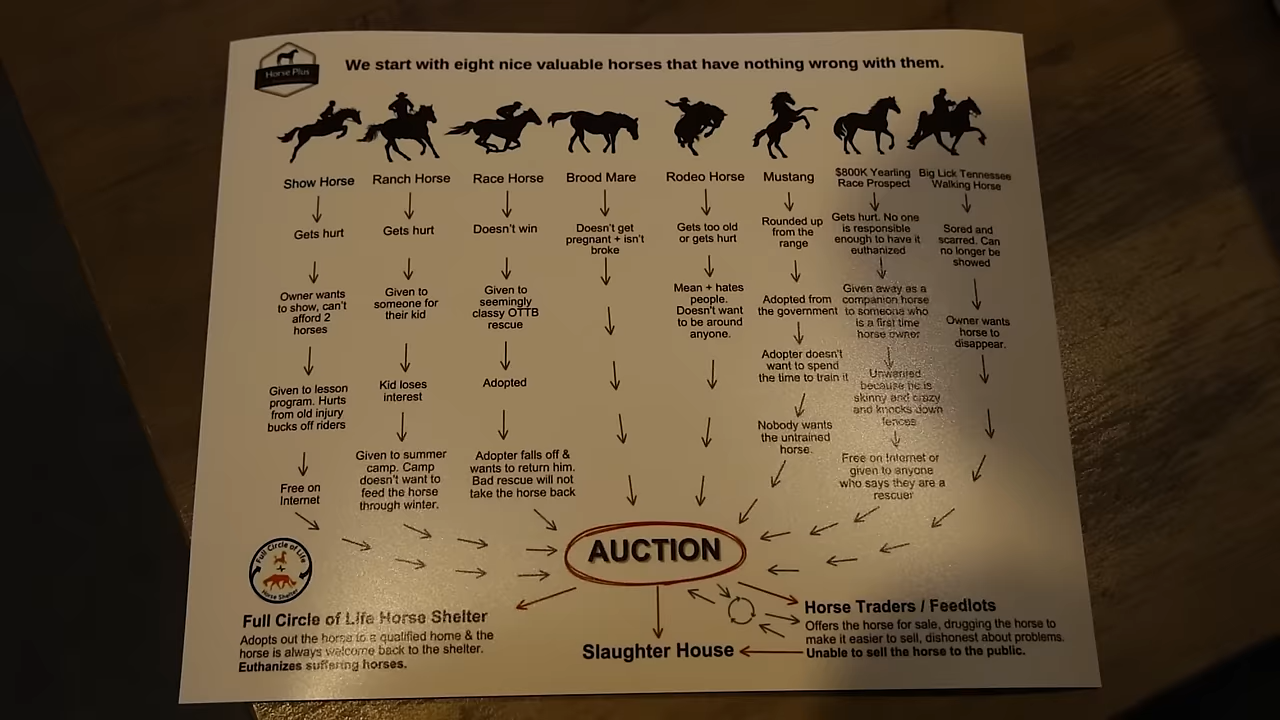 Horse Plus
We start with eight nice valuable horses that have nothing wrong with them.
Show Horse
Gets hurt
Owner wants
to show, can't
afford 2
horses
Given to lesson
program. Hurts
from old injury
bucks off riders
Free on
Internet
Ranch Horse
Gets hurt
Given to
someone for
their kid
Kid loses
interest
Given to summer
camp. Camp
doesn't want to
feed the horse
through winter.
Race Horse
Doesn't win
Given to
seemingly
classy OTTB
rescue
Adopted
Adopter falls off &
wants to return him.
Bad rescue will not
take the horse back
Brood Mare
Doesn't get
pregnant + isn't
broke
Rodeo Horse
Gets too old
or gets hurt
Mean + hates
people.
Doesn't want
to be around
anyone.
Mustang
Rounded up
from the
range
Adopted from
the government
Adopter doesn't
want to spend
the time to train it
Nobody wants
the untrained
horse.
$800K Yearling
Race Prospect
Gets hurt. No one
is responsible
enough to have it
euthanized
Given away as a
companion horse
to someone who
is a first time
horse owner
Unwanted
because he is
skinny and crazy
and knocks down
fences
Free on Internet or
given to anyone
who says they are a
rescuer
Big Lick Tennessee
Walking Horse
Sored and
scarred. Can
no longer be
showed
Owner wants
horse to
disappear.
AUCTION
Full Circle of Life
Horse Shelter
Full Circle of Life Horse Shelter
Adopts out the horse to a qualified home & the
horse is always welcome back to the shelter.
Euthanizes suffering horses.
Slaughter House
Horse Traders / Feedlots
Offers the horse for sale, drugging the horse to
make it easier to sell, dishonest about problems.
Unable to sell the horse to the public.